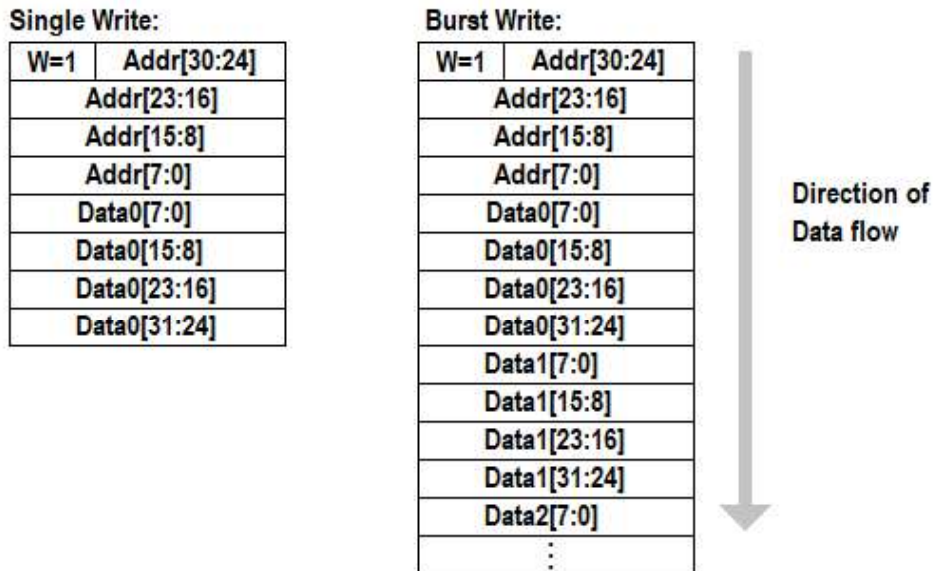 Single Write:
W=1 Addr[30:24]
Addr[23:16]
Addr[15:8]
Addr[7:0]
Data0[7:0]
Data0[15:8]
Data0[23:16]
Data0[31:24]
Burst Write:
W=1 Addr[30:24]
Addr[23:16]
Addr[15:8]
Addr[7:0]
Data0[7:0]
Data0[15:8]
Data0[23:16]
Data0[31:24]
Data1[7:0]
Data1[15:8]
Data1[23:16]
Data1[31:24]
Data2[7:0]
⋮
Direction of
Data flow